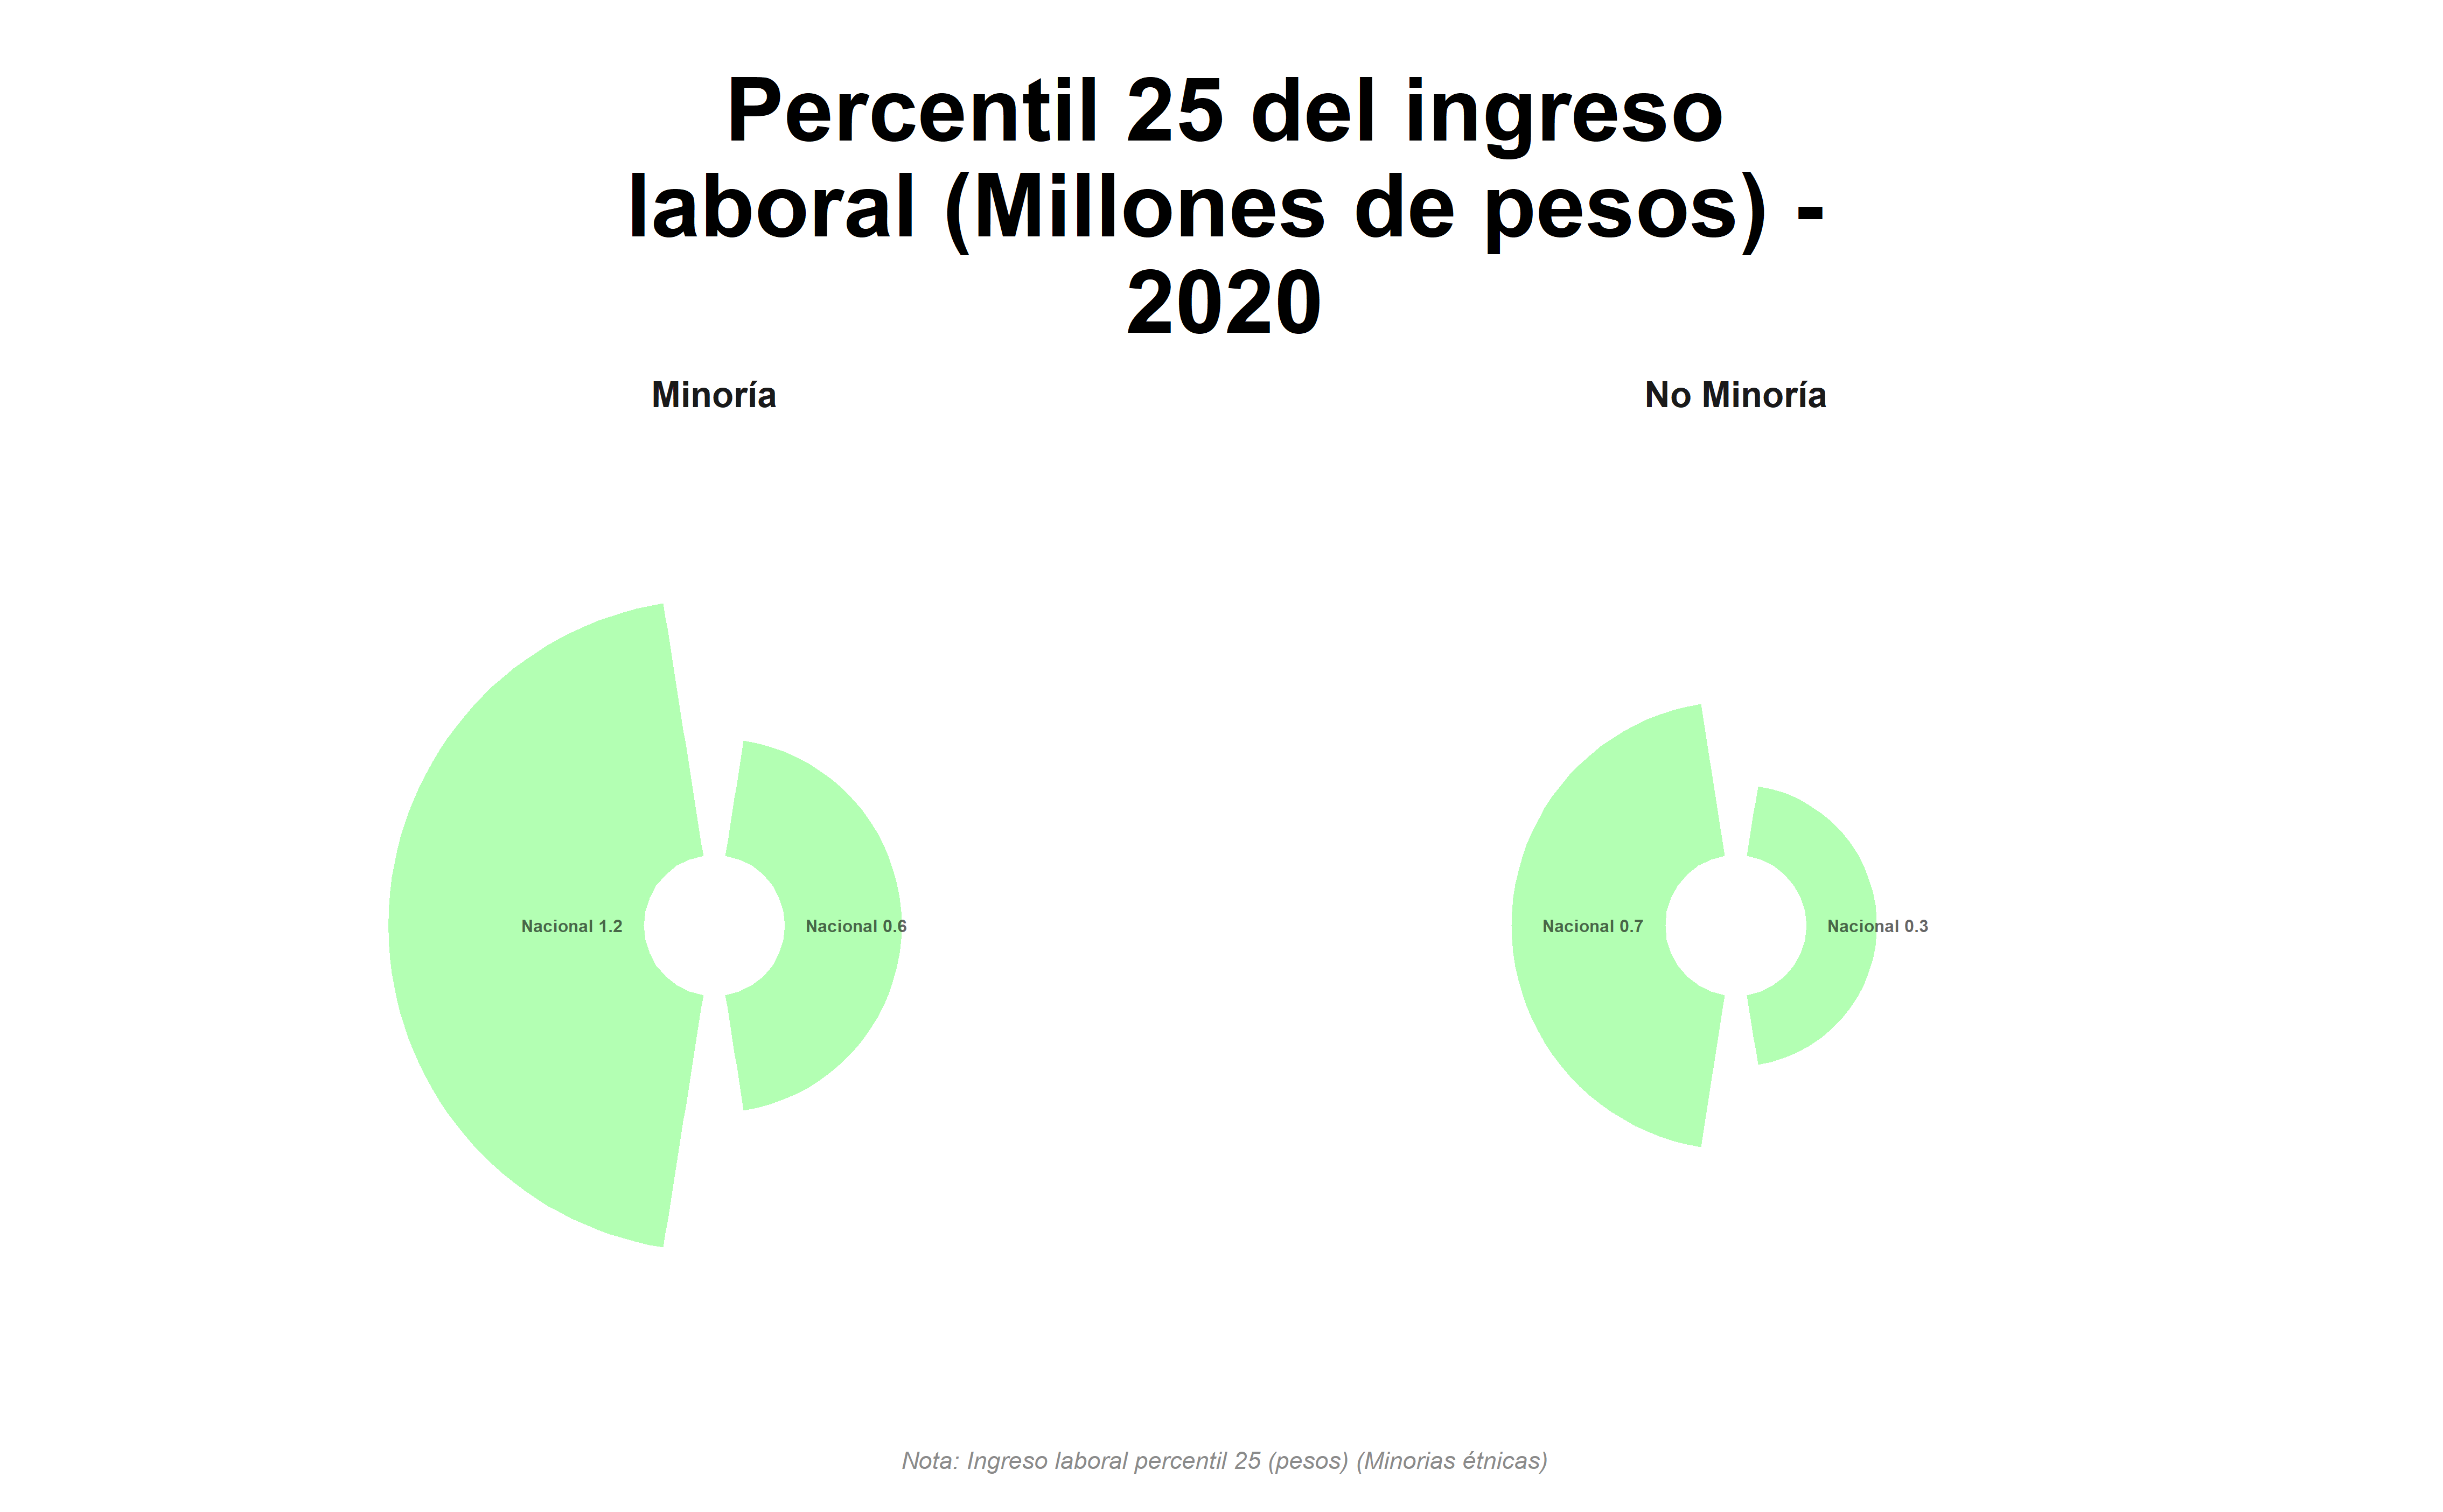 Percentil 25 del ingreso
laboral (Millones de pesos) -
2020
Minoría
No Minoría
Nacional 1.2
Nacional 0.6
Nacional 0.7
Nacional 0.3
Nota: Ingreso laboral percentil 25 (pesos) (Minorias étnicas)